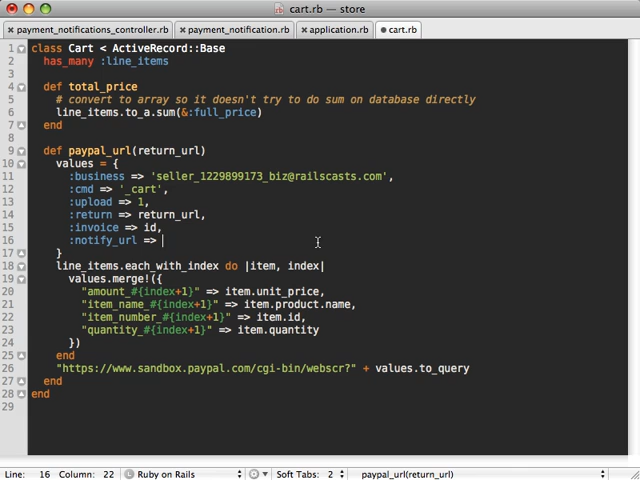 cart.rb — store
payment_notifications_controller.rb
payment_notification.rb
application.rb
cart.rb
1 class Cart < ActiveRecord::Base
2 has_many :line_items
3
4 def total_price
5 # convert to array so it doesn't try to do sum on database directly
6 line_items.to_a.sum(&:full_price)
7 end
8
9 def paypal_url(return_url)
10 values = {
11 :business => 'seller_1229899173_biz@railscasts.com',
12 :cmd => '_cart',
13 :upload => 1,
14 :return => return_url,
15 :invoice => id,
16 :notify_url =>
17 }
18 line_items.each_with_index do |item, index|
19 values.merge!({
20 "amount_#{index+1}" => item.unit_price,
21 "item_name_#{index+1}" => item.product.name,
22 "item_number_#{index+1}" => item.id,
23 "quantity_#{index+1}" => item.quantity
24 })
25 end
26 "https://www.sandbox.paypal.com/cgi-bin/webscr?" + values.to_query
27 end
28 end
29
Line: 16 Column: 22 Ruby on Rails Soft Tabs: 2 paypal_url(return_url)